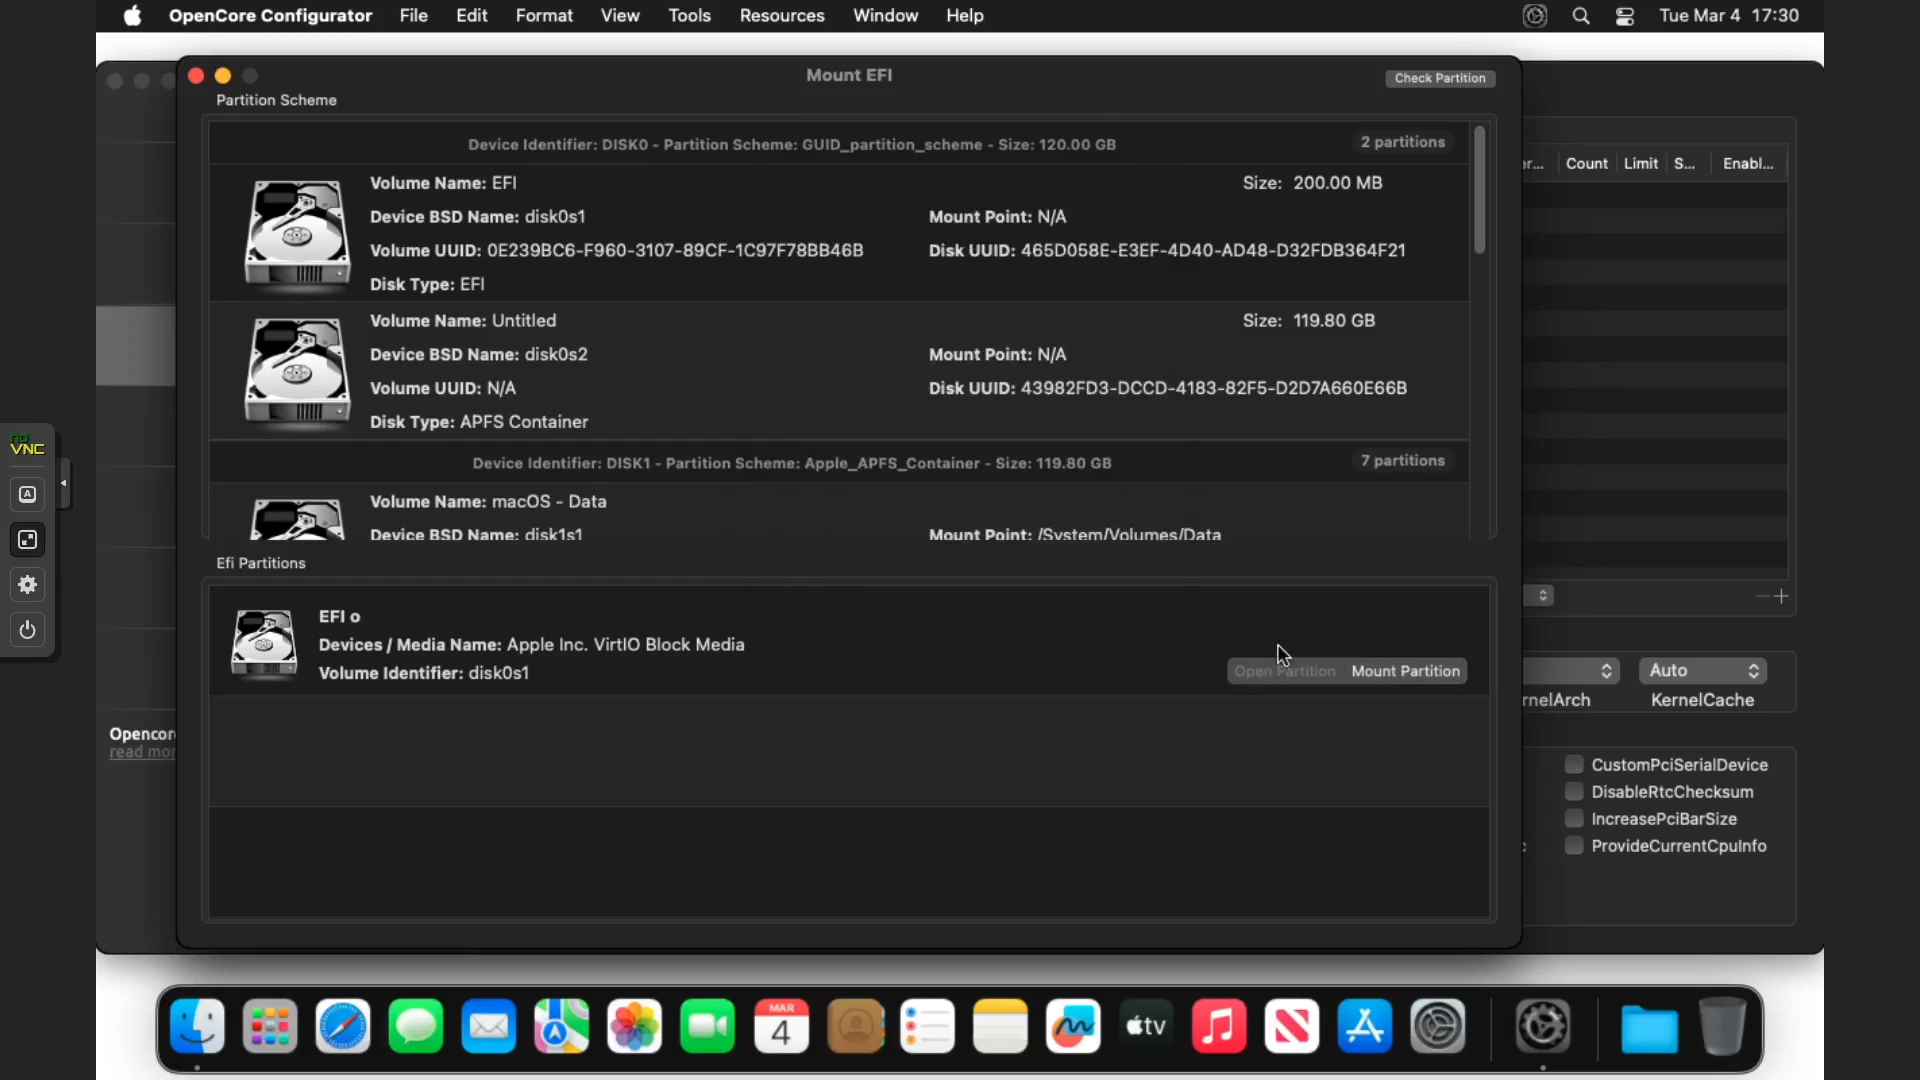 OpenCore Configurator File Edit Format View Tools Resources Window Help Tue Mar 4 17:30
Mount EFI
Check Partition
Partition Scheme
Device Identifier: DISK0 - Partition Scheme: GUID_partition_scheme - Size: 120.00 GB
2 partitions
Volume Name: EFI
Size: 200.00 MB
Device BSD Name: disk0s1
Mount Point: N/A
Volume UUID: 0E239BC6-F960-3107-89CF-1C97F78BB46B
Disk UUID: 465D058E-E3EF-4D40-AD48-D32FDB364F21
Disk Type: EFI
Volume Name: Untitled
Size: 119.80 GB
Device BSD Name: disk0s2
Mount Point: N/A
Volume UUID: N/A
Disk UUID: 43982FD3-DCCD-4183-82F5-D2D7A660E66B
Disk Type: APFS Container
Device Identifier: DISK1 - Partition Scheme: Apple_APFS_Container - Size: 119.80 GB
7 partitions
Volume Name: macOS - Data
Device BSD Name: disk1s1
Mount Point: /System/Volumes/Data
Efi Partitions
EFI o
Devices / Media Name: Apple Inc. VirtIO Block Media
Volume Identifier: disk0s1
Open Partition
Mount Partition
er... Count Limit S... Enabl...
Auto
rnelArch
KernelCache
Opencor
read mor
CustomPciSerialDevice
DisableRtcChecksum
IncreasePciBarSize
ProvideCurrentCpuInfo
no
VNC
A
MAR
4
tv